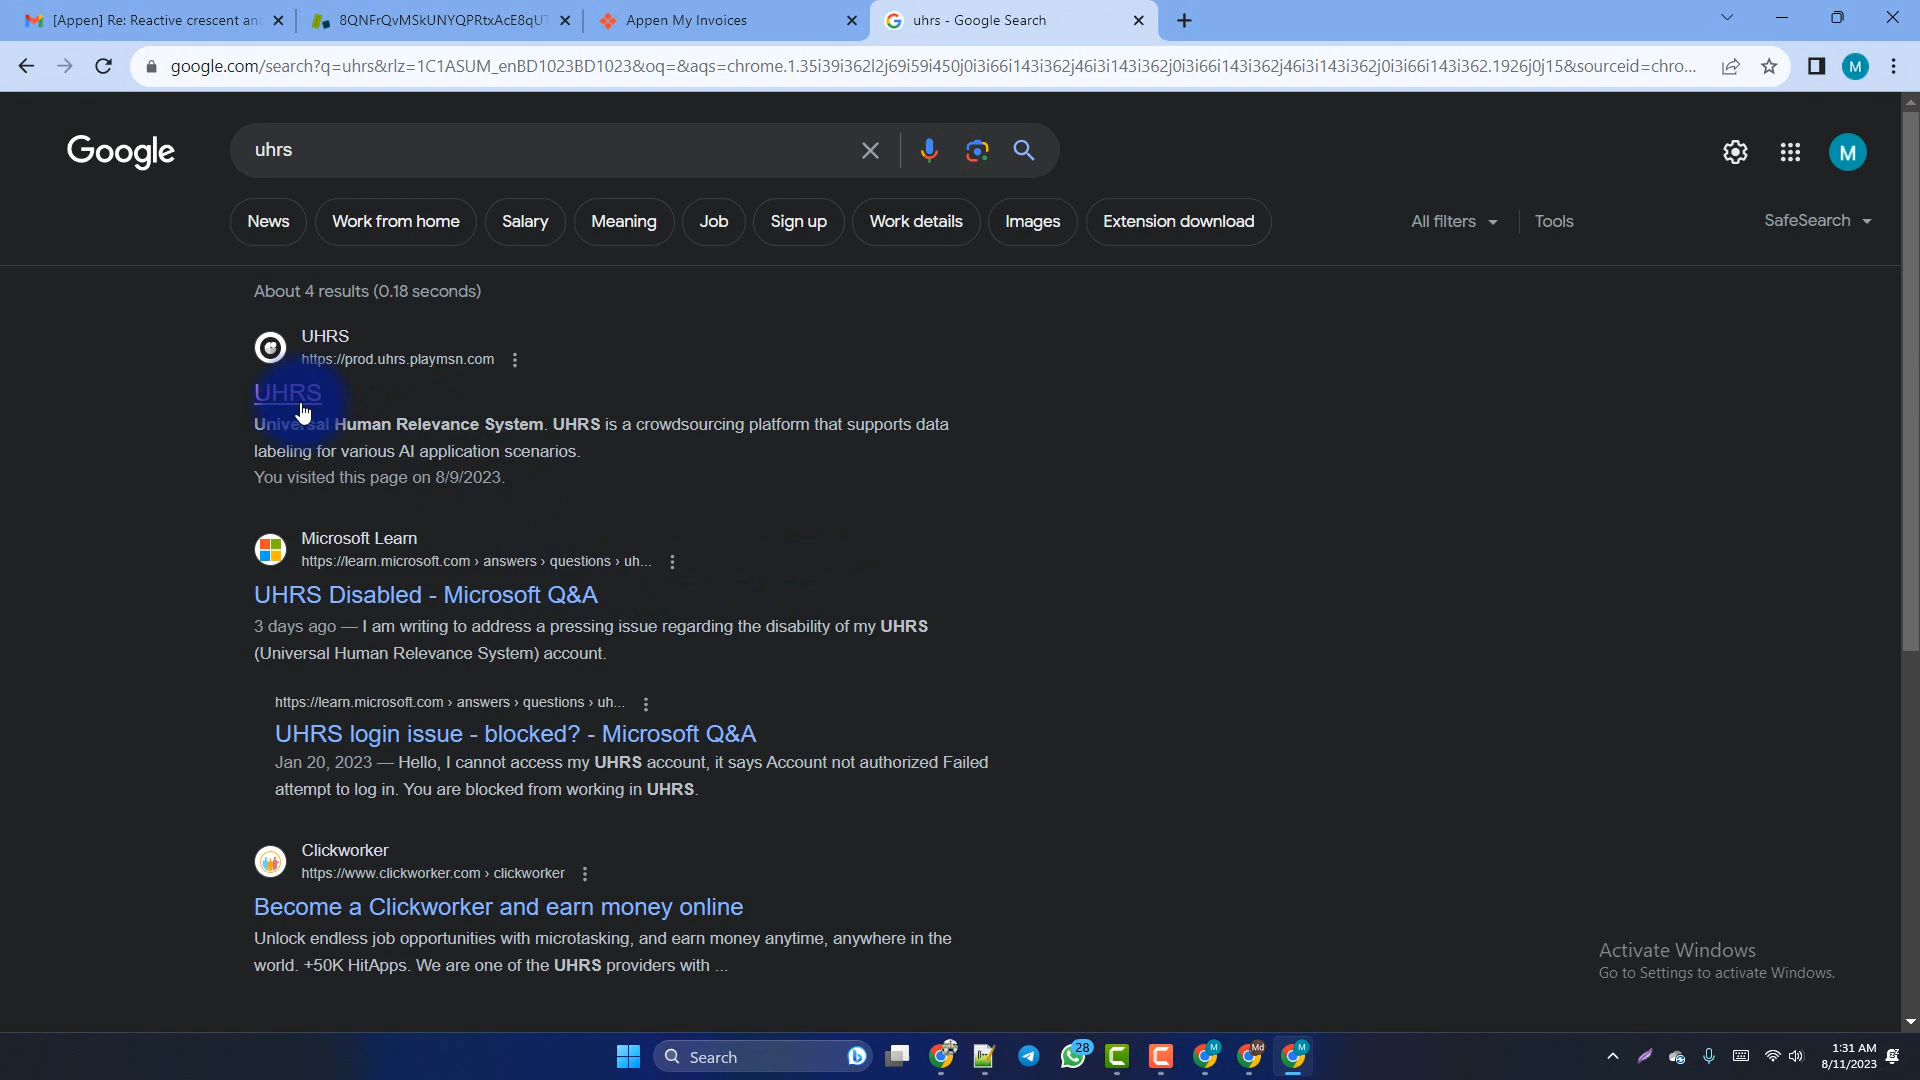 [Appen] Re: Reactive crescent an
8QNFrQvMSkUNYQPRtxAcE8qUT
Appen My Invoices
uhrs - Google Search
google.com/search?q=uhrs&rlz=1C1ASUM_enBD1023BD1023&oq=&aqs=chrome.1.35i39i362l2j69i59i450j0i3i66i143i362j46i3i143i362j0i3i66i143i362j46i3i143i362j0i3i66i143i362.1926j0j15&sourceid=chro...
M
Google
uhrs
M
News
Work from home
Salary
Meaning
Job
Sign up
Work details
Images
Extension download
All filters
Tools
SafeSearch
About 4 results (0.18 seconds)
UHRS
https://prod.uhrs.playmsn.com
UHRS
Universal Human Relevance System. UHRS is a crowdsourcing platform that supports data
labeling for various AI application scenarios.
You visited this page on 8/9/2023.
Microsoft Learn
https://learn.microsoft.com › answers › questions › uh...
UHRS Disabled - Microsoft Q&A
3 days ago — I am writing to address a pressing issue regarding the disability of my UHRS
(Universal Human Relevance System) account.
https://learn.microsoft.com › answers › questions › uh...
UHRS login issue - blocked? - Microsoft Q&A
Jan 20, 2023 — Hello, I cannot access my UHRS account, it says Account not authorized Failed
attempt to log in. You are blocked from working in UHRS.
Clickworker
https://www.clickworker.com › clickworker
Become a Clickworker and earn money online
Unlock endless job opportunities with microtasking, and earn money anytime, anywhere in the
world. +50K HitApps. We are one of the UHRS providers with ...
Activate Windows
Go to Settings to activate Windows.
Search
28
M
Md
M
1:31 AM
8/11/2023